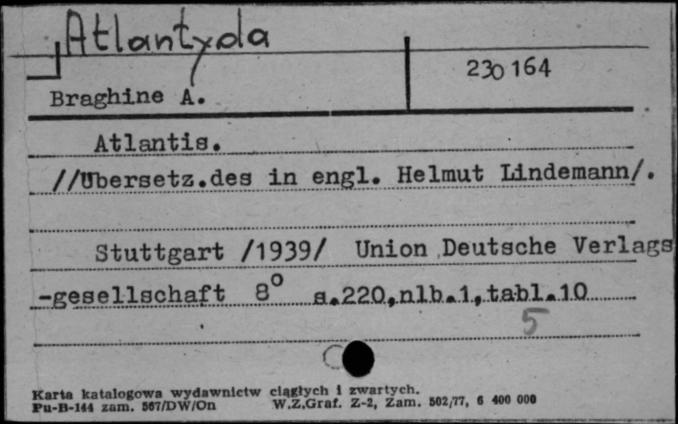 Atlantyda
230164
Braghine A.
Atlantis.
//Übersetz.des in engl. Helmut Lindemann/.
Stuttgart /1939/ Union Deutsche Verlags
-gesellschaft 8° s.220,nlb.1,tabl.10
5
Karta katalogowa wydawnictw ciągłych i zwartych.
Pu-B-144 zam. 567/DW/On W.Z.Graf. Z-2, Zam. 502/77, 6 400 000